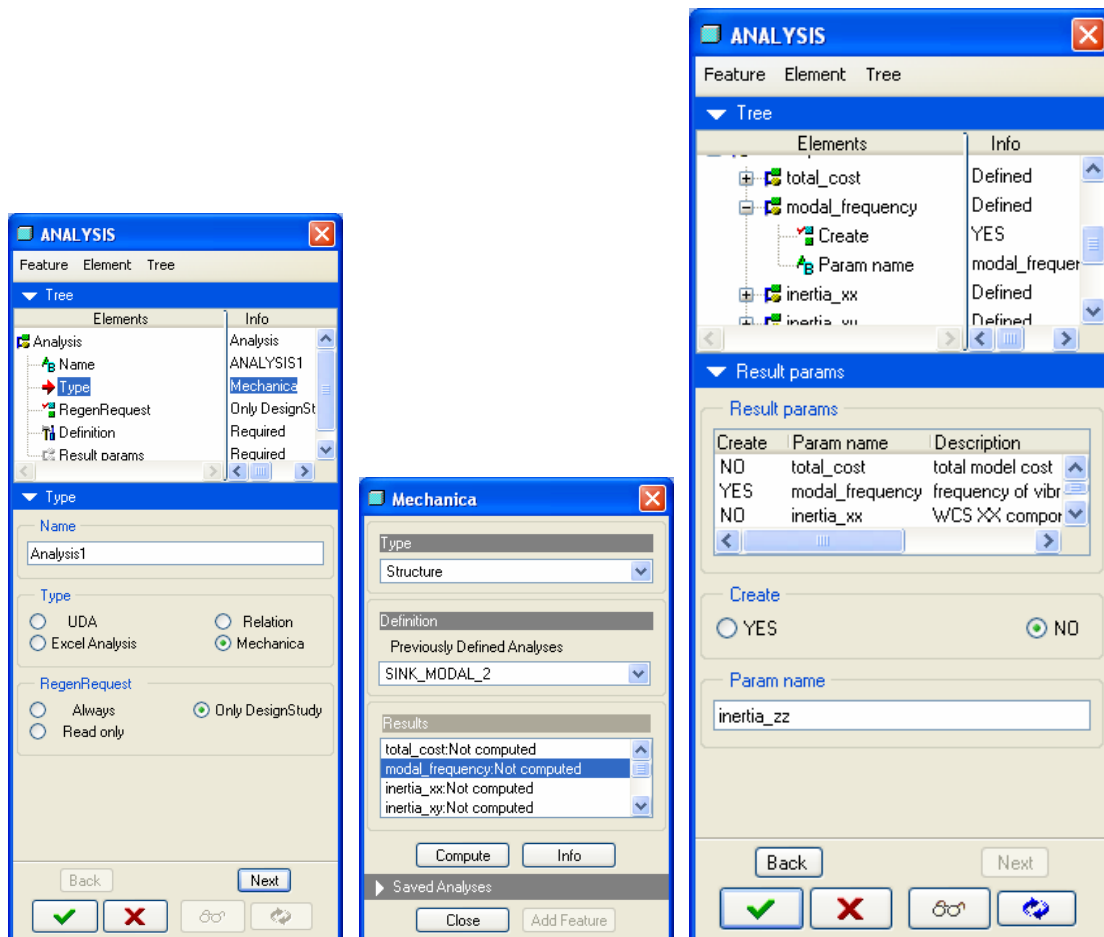 ANALYSIS
Feature Element Tree
Tree
Elements Info
Analysis Analysis
Name ANALYSIS1
Type Mechanica
RegenRequest Only DesignSt
Definition Required
Result params Required
Type
Name
Analysis1
Type
UDA Relation
Excel Analysis Mechanica
RegenRequest
Always Only DesignStudy
Read only
Back Next
Mechanica
Type
Structure
Definition
Previously Defined Analyses
SINK_MODAL_2
Results
total_cost:Not computed
modal_frequency:Not computed
inertia_xx:Not computed
inertia_xy:Not computed
Compute Info
Saved Analyses
Close Add Feature
ANALYSIS
Feature Element Tree
Tree
Elements Info
total_cost Defined
modal_frequency Defined
Create YES
Param name modal_frequer
inertia_xx Defined
inertia_xy Defined
Result params
Result params
Create Param name Description
NO total_cost total model cost
YES modal_frequency frequency of vibr
NO inertia_xx WCS XX compor
Create
YES NO
Param name
inertia_zz
Back Next